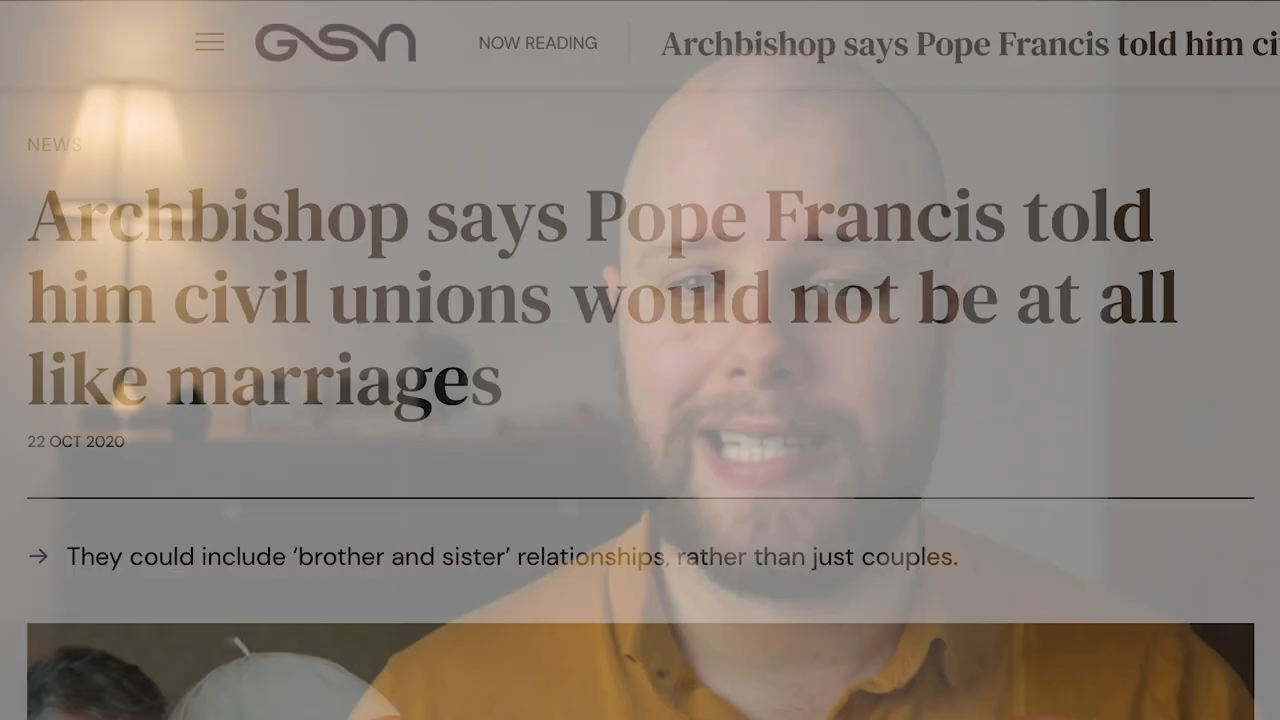 GSN
NOW READING
Archbishop says Pope Francis told him ci
NEWS
Archbishop says Pope Francis told
him civil unions would not be at all
like marriages
22 OCT 2020
→ They could include ‘brother and sister’ relationships, rather than just couples.